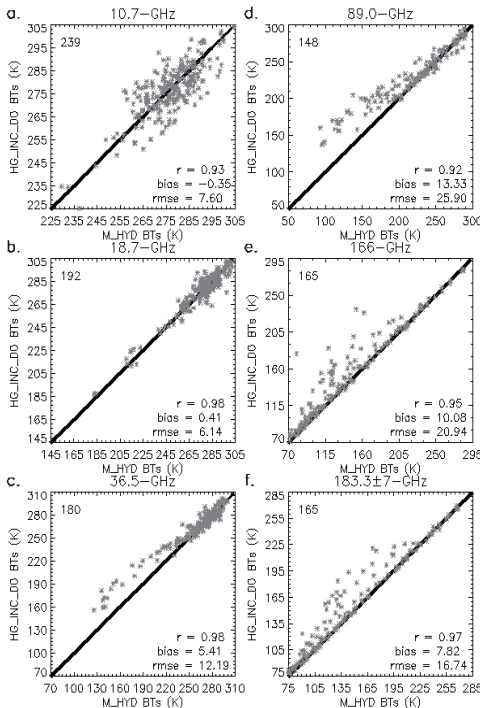 a.
10.7-GHz
HG_INC_DO BTs (K)
305
295
285
275
265
255
245
235
225
239
r = 0.93
bias = -0.35
rmse = 7.60
225 235 245 255 265 275 285 295 305
M_HYD BTs (K)
d.
89.0-GHz
HG_INC_DO BTs (K)
300
250
200
150
100
50
148
r = 0.92
bias = 13.33
rmse = 25.90
50 100 150 200 250 300
M_HYD BTs (K)
b.
18.7-GHz
HG_INC_DO BTs (K)
305
285
265
245
225
205
185
165
145
192
r = 0.98
bias = 0.41
rmse = 6.14
145 165 185 205 225 245 265 285 305
M_HYD BTs (K)
e.
166-GHz
HG_INC_DO BTs (K)
295
250
205
160
115
70
165
r = 0.95
bias = 10.08
rmse = 20.94
70 115 160 205 250 295
M_HYD BTs (K)
c.
36.5-GHz
HG_INC_DO BTs (K)
310
280
250
220
190
160
130
100
70
180
r = 0.98
bias = 5.41
rmse = 12.19
70 100 130 160 190 220 250 280 310
M_HYD BTs (K)
f.
183.3±7-GHz
HG_INC_DO BTs (K)
285
255
225
195
165
135
105
75
165
r = 0.97
bias = 7.82
rmse = 16.74
75 105 135 165 195 225 255 285
M_HYD BTs (K)